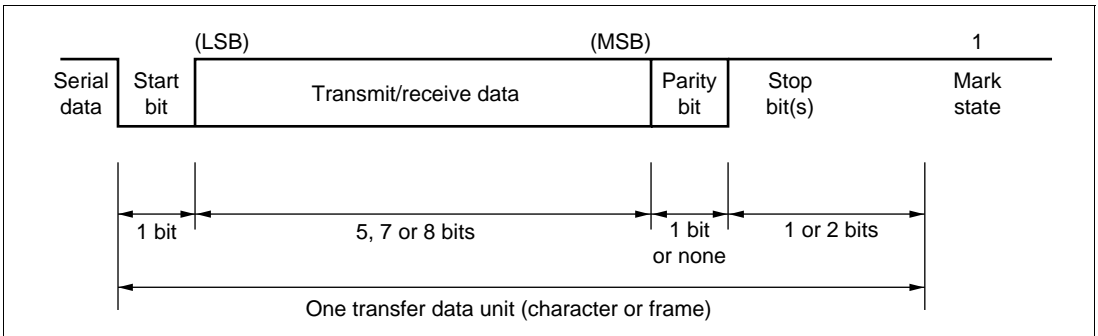 (LSB) (MSB) 1
Serial data
Start bit
Transmit/receive data
Parity bit
Stop bit(s)
Mark state
1 bit
5, 7 or 8 bits
1 bit or none
1 or 2 bits
One transfer data unit (character or frame)